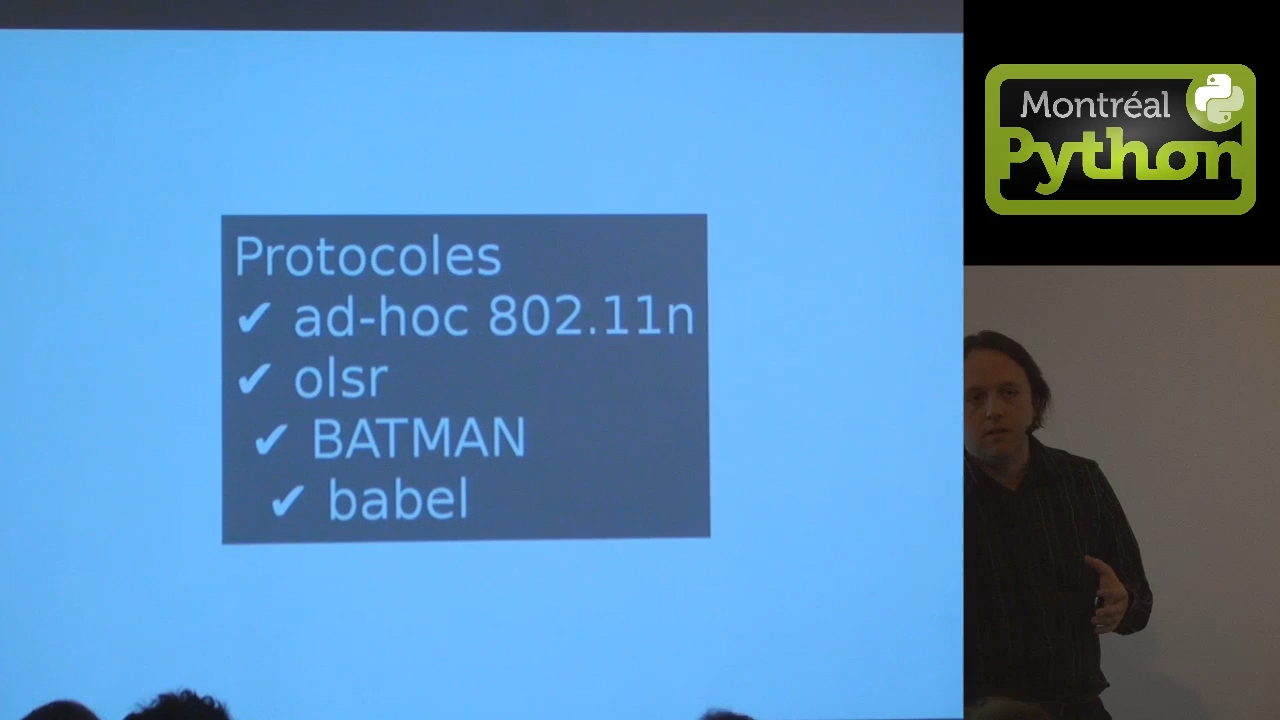 Protocoles
✔ ad-hoc 802.11n
✔ olsr
✔ BATMAN
✔ babel
Montréal
Python